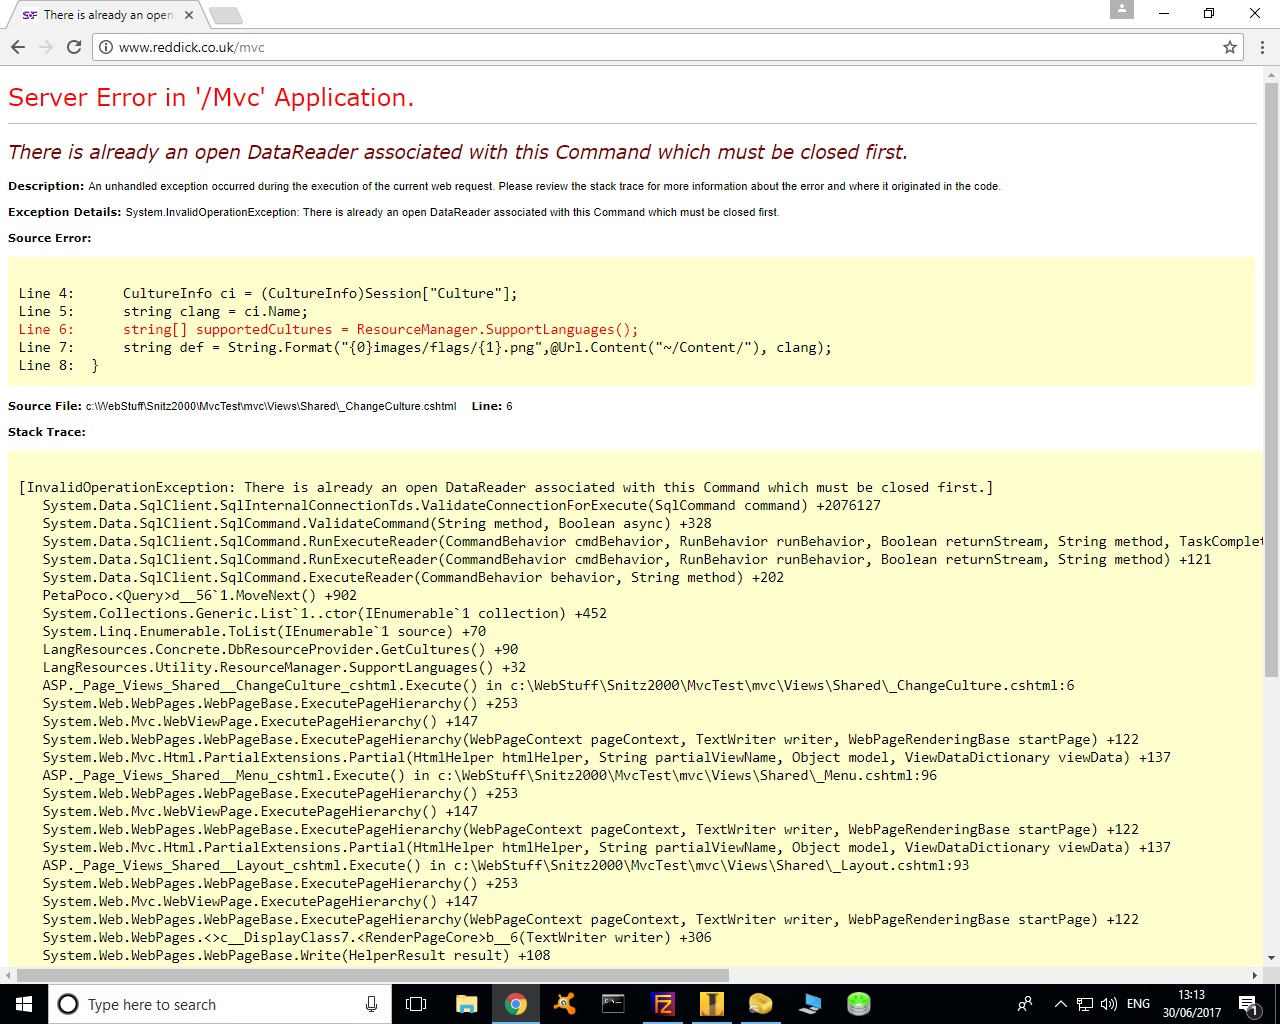 There is already an open
www.reddick.co.uk/mvc
Server Error in '/Mvc' Application.
There is already an open DataReader associated with this Command which must be closed first.
Description: An unhandled exception occurred during the execution of the current web request. Please review the stack trace for more information about the error and where it originated in the code.
Exception Details: System.InvalidOperationException: There is already an open DataReader associated with this Command which must be closed first.
Source Error:
Line 4:      CultureInfo ci = (CultureInfo)Session["Culture"];
Line 5:      string clang = ci.Name;
Line 6:      string[] supportedCultures = ResourceManager.SupportLanguages();
Line 7:      string def = String.Format("{0}images/flags/{1}.png",@Url.Content("~/Content/"), clang);
Line 8:  }
Source File: c:\WebStuff\Snitz2000\MvcTest\mvc\Views\Shared\_ChangeCulture.cshtml    Line: 6
Stack Trace:
[InvalidOperationException: There is already an open DataReader associated with this Command which must be closed first.]
System.Data.SqlClient.SqlInternalConnectionTds.ValidateConnectionForExecute(SqlCommand command) +2076127
System.Data.SqlClient.SqlCommand.ValidateCommand(String method, Boolean async) +328
System.Data.SqlClient.SqlCommand.RunExecuteReader(CommandBehavior cmdBehavior, RunBehavior runBehavior, Boolean returnStream, String method, TaskComplet
System.Data.SqlClient.SqlCommand.RunExecuteReader(CommandBehavior cmdBehavior, RunBehavior runBehavior, Boolean returnStream, String method) +121
System.Data.SqlClient.SqlCommand.ExecuteReader(CommandBehavior behavior, String method) +202
PetaPoco.<Query>d__56`1.MoveNext() +902
System.Collections.Generic.List`1..ctor(IEnumerable`1 collection) +452
System.Linq.Enumerable.ToList(IEnumerable`1 source) +70
LangResources.Concrete.DbResourceProvider.GetCultures() +90
LangResources.Utility.ResourceManager.SupportLanguages() +32
ASP._Page_Views_Shared__ChangeCulture_cshtml.Execute() in c:\WebStuff\Snitz2000\MvcTest\mvc\Views\Shared\_ChangeCulture.cshtml:6
System.Web.WebPages.WebPageBase.ExecutePageHierarchy() +253
System.Web.Mvc.WebViewPage.ExecutePageHierarchy() +147
System.Web.WebPages.WebPageBase.ExecutePageHierarchy(WebPageContext pageContext, TextWriter writer, WebPageRenderingBase startPage) +122
System.Web.Mvc.Html.PartialExtensions.Partial(HtmlHelper htmlHelper, String partialViewName, Object model, ViewDataDictionary viewData) +137
ASP._Page_Views_Shared__Menu_cshtml.Execute() in c:\WebStuff\Snitz2000\MvcTest\mvc\Views\Shared\_Menu.cshtml:96
System.Web.WebPages.WebPageBase.ExecutePageHierarchy() +253
System.Web.Mvc.WebViewPage.ExecutePageHierarchy() +147
System.Web.WebPages.WebPageBase.ExecutePageHierarchy(WebPageContext pageContext, TextWriter writer, WebPageRenderingBase startPage) +122
System.Web.Mvc.Html.PartialExtensions.Partial(HtmlHelper htmlHelper, String partialViewName, Object model, ViewDataDictionary viewData) +137
ASP._Page_Views_Shared__Layout_cshtml.Execute() in c:\WebStuff\Snitz2000\MvcTest\mvc\Views\Shared\_Layout.cshtml:93
System.Web.WebPages.WebPageBase.ExecutePageHierarchy() +253
System.Web.Mvc.WebViewPage.ExecutePageHierarchy() +147
System.Web.WebPages.WebPageBase.ExecutePageHierarchy(WebPageContext pageContext, TextWriter writer, WebPageRenderingBase startPage) +122
System.Web.WebPages.<>c__DisplayClass7.<RenderPageCore>b__6(TextWriter writer) +306
System.Web.WebPages.WebPageBase.Write(HelperResult result) +108
Type here to search
ENG
13:13
30/06/2017
1